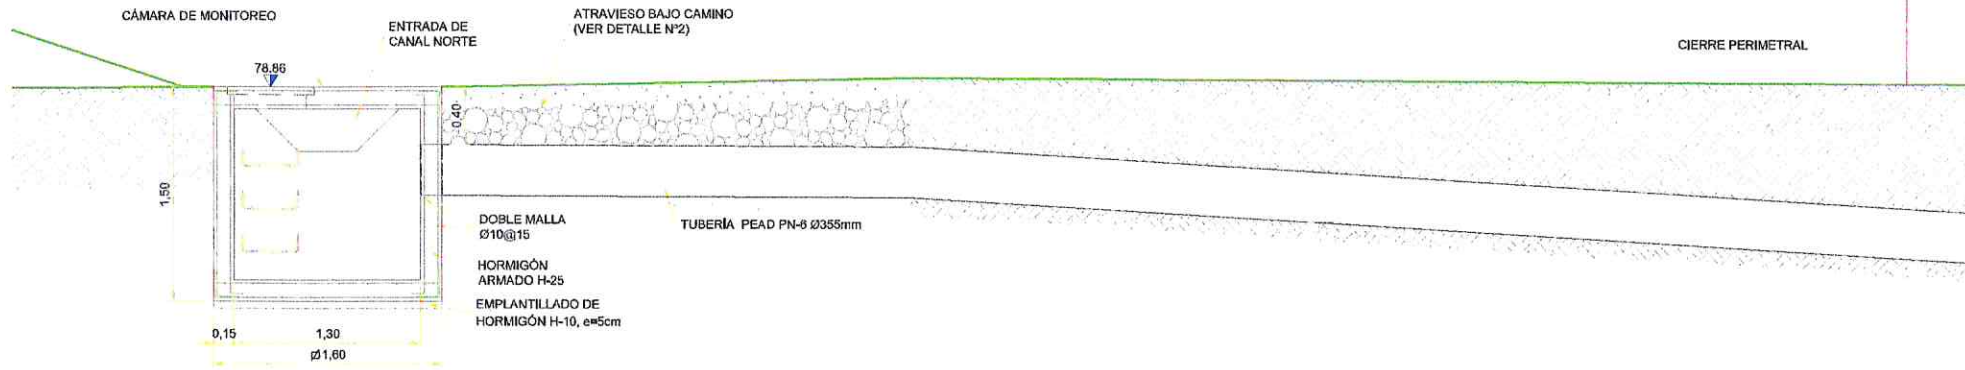 CÁMARA DE MONITOREO
ENTRADA DE
CANAL NORTE
ATRAVIESO BAJO CAMINO
(VER DETALLE Nº2)
CIERRE PERIMETRAL
78.86
0,40
1,50
DOBLE MALLA
Ø10@15
TUBERÍA PEAD PN-6 Ø355mm
HORMIGÓN
ARMADO H-25
EMPLANTILLADO DE
HORMIGÓN H-10, e=5cm
0,15
1,30
Ø1,60